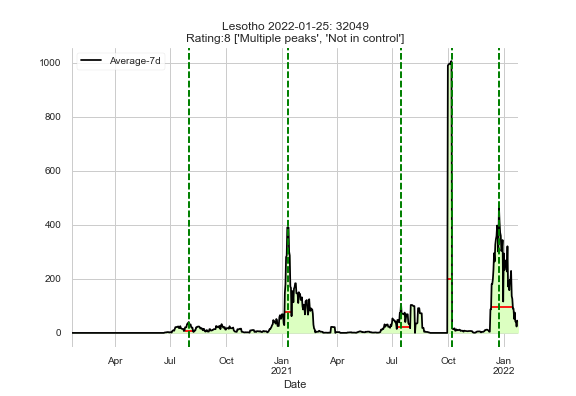 Lesotho 2022-01-25: 32049
Rating:8 ['Multiple peaks', 'Not in control']
Average-7d
1000
800
600
400
200
0
Apr Jul Oct Jan Apr Jul Oct Jan
2021 2022
Date